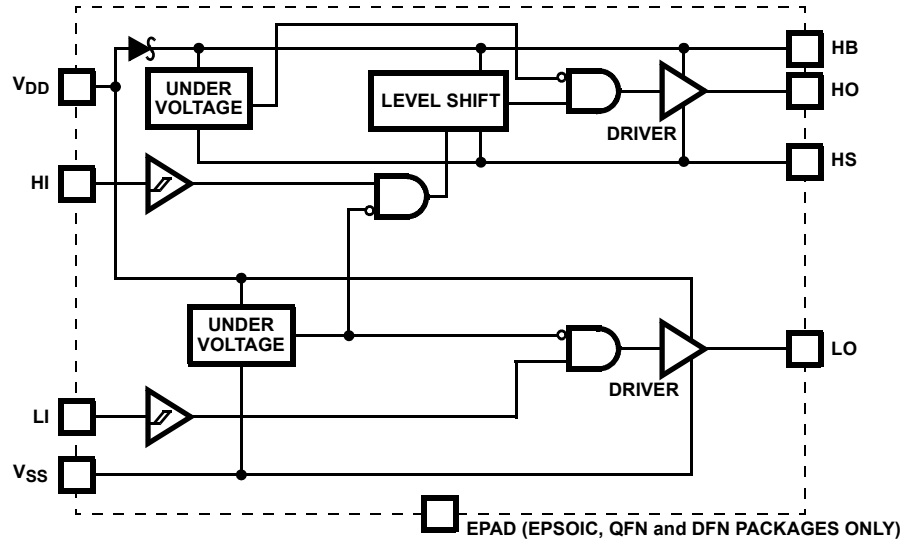 HB
VDD
UNDER
VOLTAGE
LEVEL SHIFT
HO
DRIVER
HS
HI
UNDER
VOLTAGE
LO
DRIVER
LI
VSS
EPAD (EPSOIC, QFN and DFN PACKAGES ONLY)